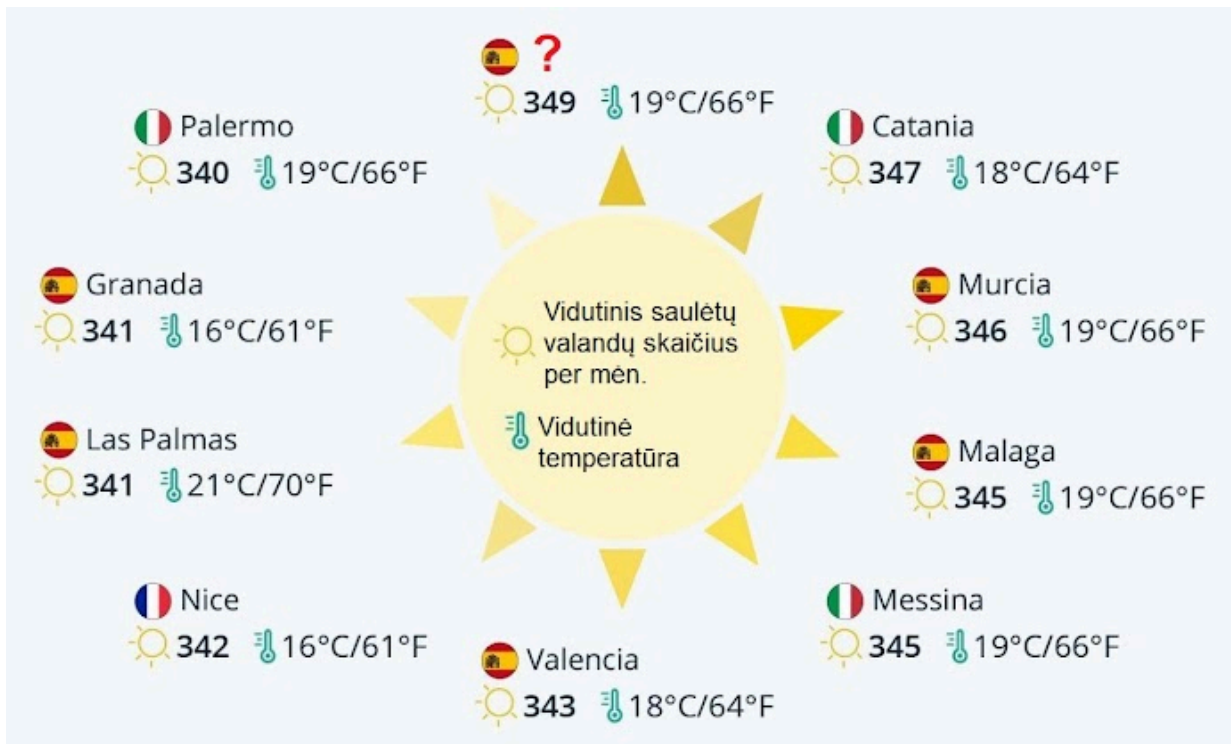 ?
349 19°C/66°F
Palermo
340 19°C/66°F
Catania
347 18°C/64°F
Granada
341 16°C/61°F
Murcia
346 19°C/66°F
Vidutinis saulėtų
valandų skaičius
per mėn.
Vidutinė
temperatūra
Las Palmas
341 21°C/70°F
Malaga
345 19°C/66°F
Nice
342 16°C/61°F
Messina
345 19°C/66°F
Valencia
343 18°C/64°F